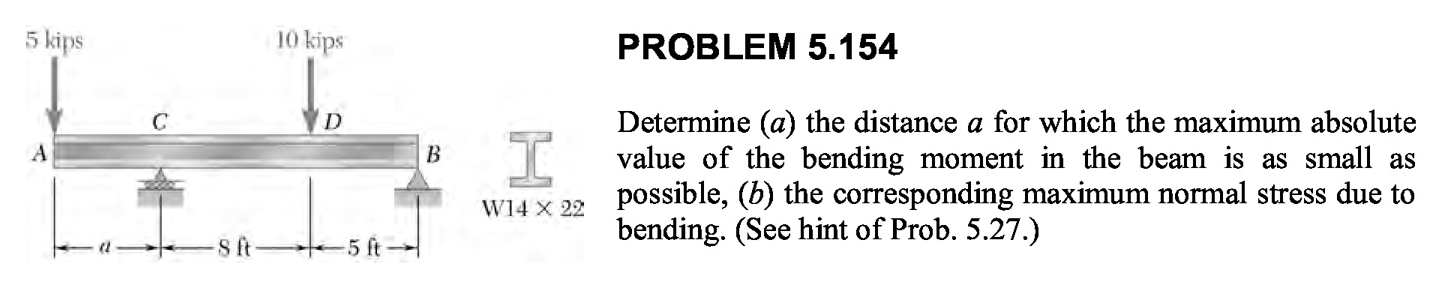 5 kips
10 kips
C
D
A
B
W14 × 22
a
8 ft
5 ft
PROBLEM 5.154
Determine (a) the distance a for which the maximum absolute
value of the bending moment in the beam is as small as
possible, (b) the corresponding maximum normal stress due to
bending. (See hint of Prob. 5.27.)